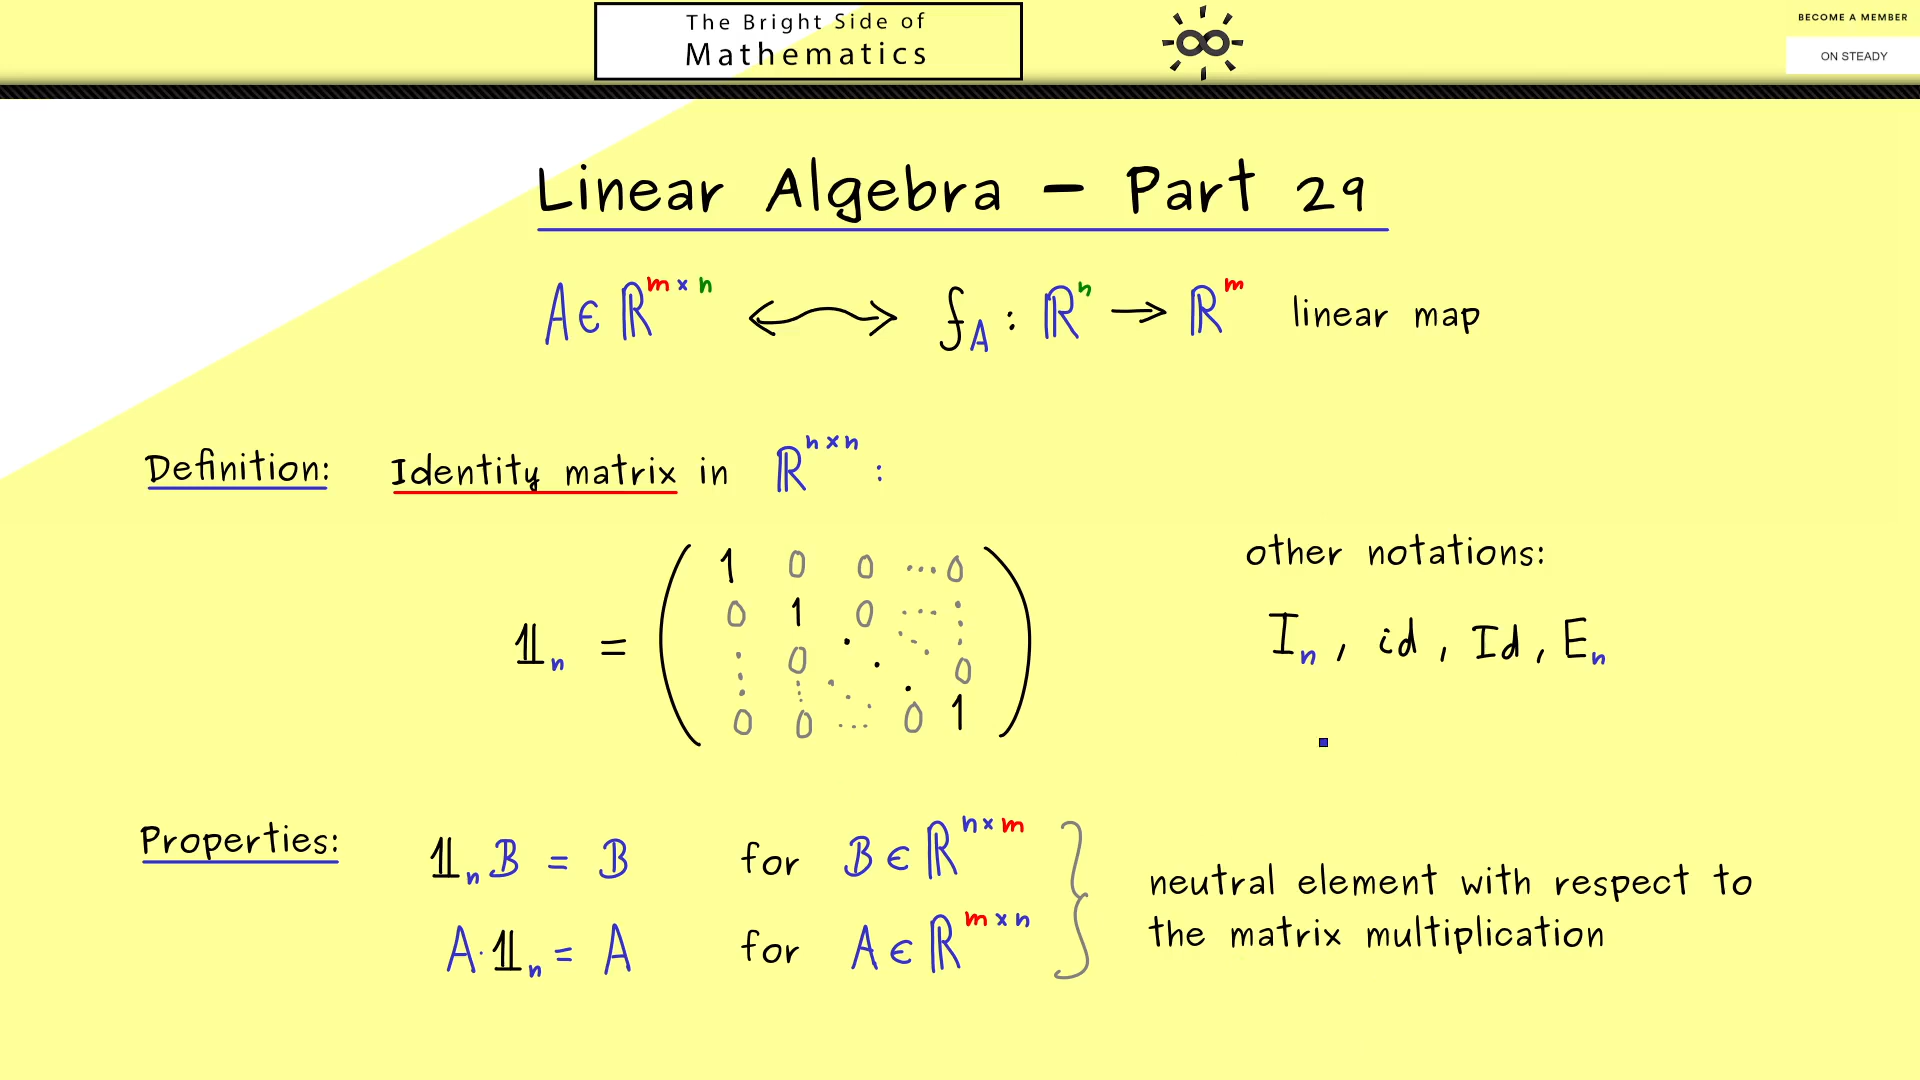 The Bright Side of
Mathematics
BECOME A MEMBER
ON STEADY
Linear Algebra – Part 29
A ∈ ℝ^{m×n} ⟷ f_A : ℝ^n → ℝ^m linear map
Definition: Identity matrix in ℝ^{n×n} :
𝟙_n = ( 1 0 0 ⋯ 0
0 1 0 ⋯ ⋮
⋮ 0 ⋱ ⋱ 0
0 0 ⋯ 0 1 )
other notations:
I_n , id , Id , E_n
Properties: 𝟙_n B = B for B ∈ ℝ^{n×m}
A · 𝟙_n = A for A ∈ ℝ^{m×n}
neutral element with respect to
the matrix multiplication